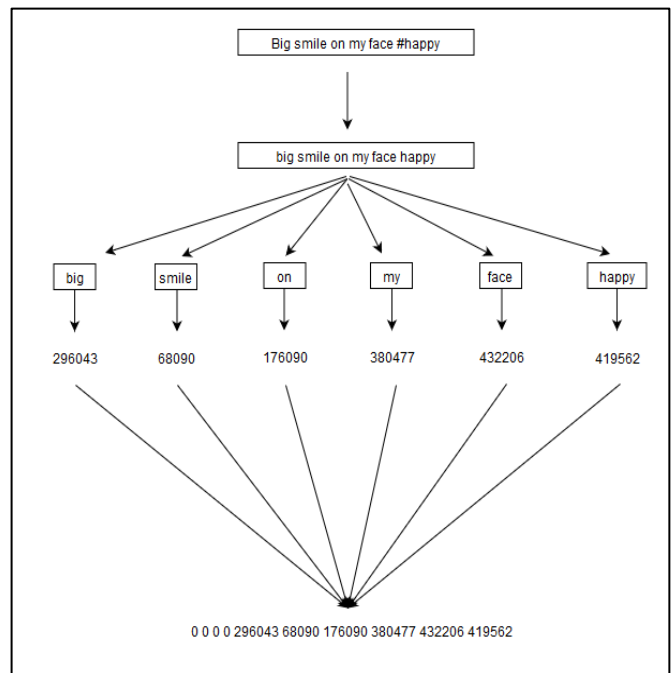 Big smile on my face #happy
big smile on my face happy
big smile on my face happy
296043 68090 176090 380477 432206 419562
0 0 0 0 296043 68090 176090 380477 432206 419562